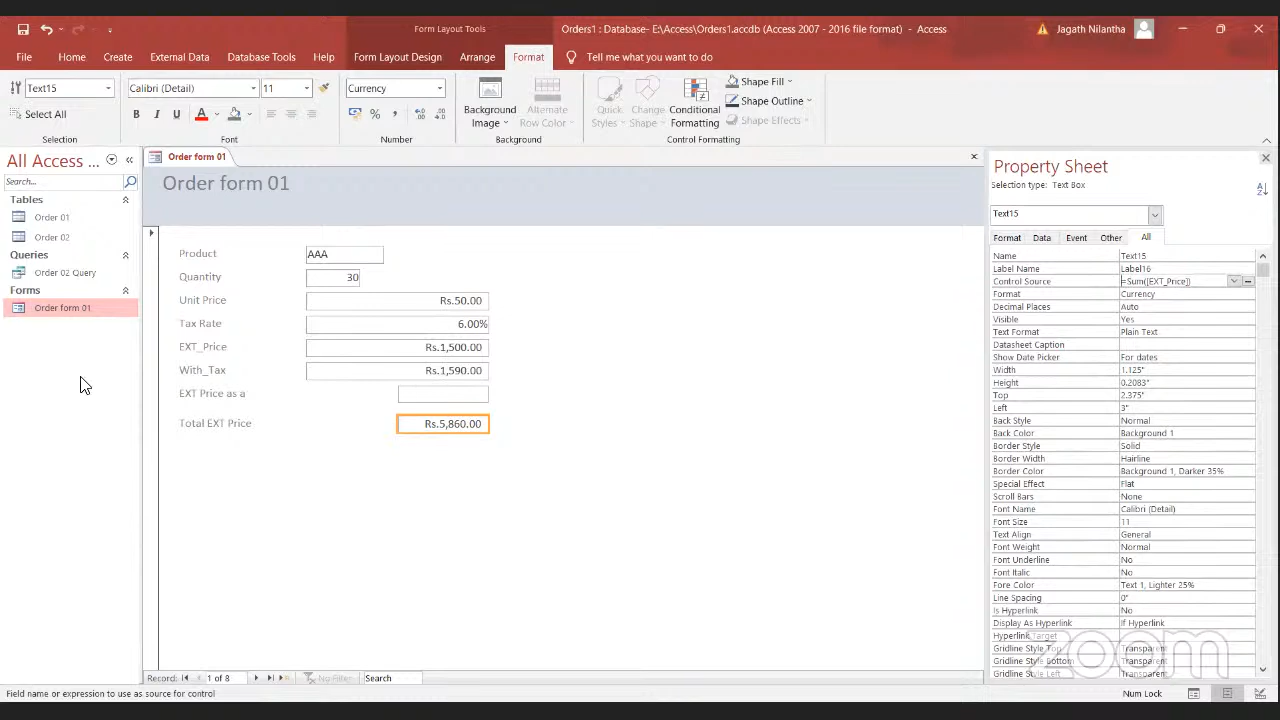 Form Layout Tools
Orders1 : Database- E:\Access\Orders1.accdb (Access 2007 - 2016 file format) - Access
Jagath Nilantha
File Home Create External Data Database Tools Help Form Layout Design Arrange Format Tell me what you want to do
Text15
Select All
Selection
Calibri (Detail) 11
B I U A
Font
Currency
% ,
Number
Background Image
Alternate Row Color
Background
Quick Styles
Change Shape
Conditional Formatting
Shape Fill
Shape Outline
Shape Effects
Control Formatting
All Access ...
Search...
Tables
Order 01
Order 02
Queries
Order 02 Query
Forms
Order form 01
Order form 01
Order form 01
Product AAA
Quantity 30
Unit Price Rs.50.00
Tax Rate 6.00%
EXT_Price Rs.1,500.00
With_Tax Rs.1,590.00
EXT Price as a
Total EXT Price Rs.5,860.00
Record: 1 of 8 No Filter Search
Property Sheet
Selection type: Text Box
Text15
Format Data Event Other All
Name Text15
Label Name Label16
Control Source =Sum([EXT_Price])
Format Currency
Decimal Places Auto
Visible Yes
Text Format Plain Text
Datasheet Caption
Show Date Picker For dates
Width 1.125"
Height 0.2083"
Top 2.375"
Left 3"
Back Style Normal
Back Color Background 1
Border Style Solid
Border Width Hairline
Border Color Background 1, Darker 35%
Special Effect Flat
Scroll Bars None
Font Name Calibri (Detail)
Font Size 11
Text Align General
Font Weight Normal
Font Underline No
Font Italic No
Fore Color Text 1, Lighter 25%
Line Spacing 0"
Is Hyperlink No
Display As Hyperlink If Hyperlink
Hyperlink Target
Gridline Style Top Transparent
Gridline Style Bottom Transparent
Gridline Style Left Transparent
zoom
Field name or expression to use as source for control
Num Lock